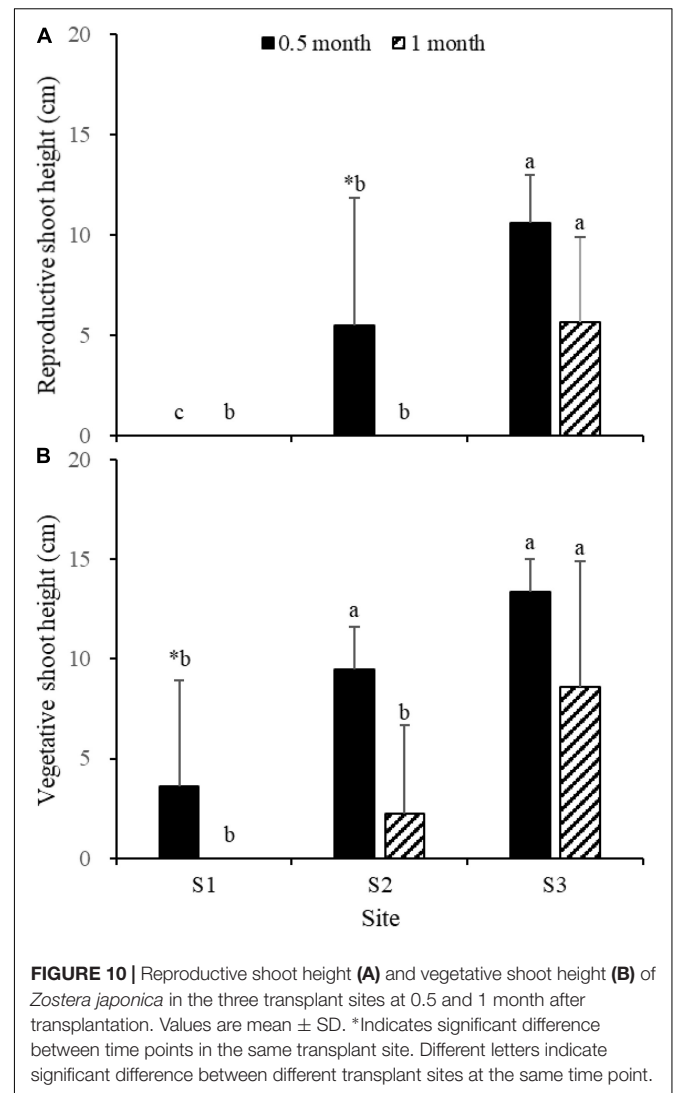 A
20
■ 0.5 month ▨ 1 month
15
10
5
0
Reproductive shoot height (cm)
c
b
*b
b
a
a
B
20
15
10
5
0
Vegetative shoot height (cm)
*b
b
a
b
a
a
S1 S2 S3
Site
FIGURE 10 | Reproductive shoot height (A) and vegetative shoot height (B) of
Zostera japonica in the three transplant sites at 0.5 and 1 month after
transplantation. Values are mean ± SD. *Indicates significant difference
between time points in the same transplant site. Different letters indicate
significant difference between different transplant sites at the same time point.